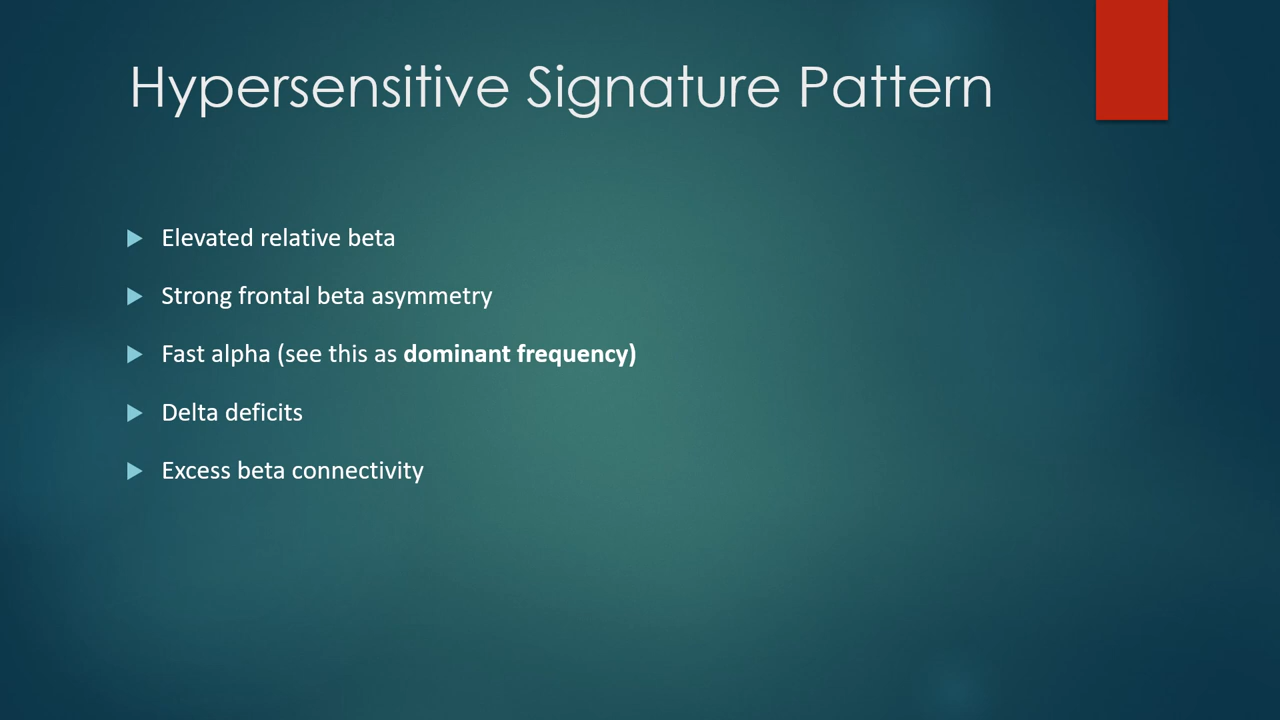 Hypersensitive Signature Pattern
Elevated relative beta
Strong frontal beta asymmetry
Fast alpha (see this as dominant frequency)
Delta deficits
Excess beta connectivity